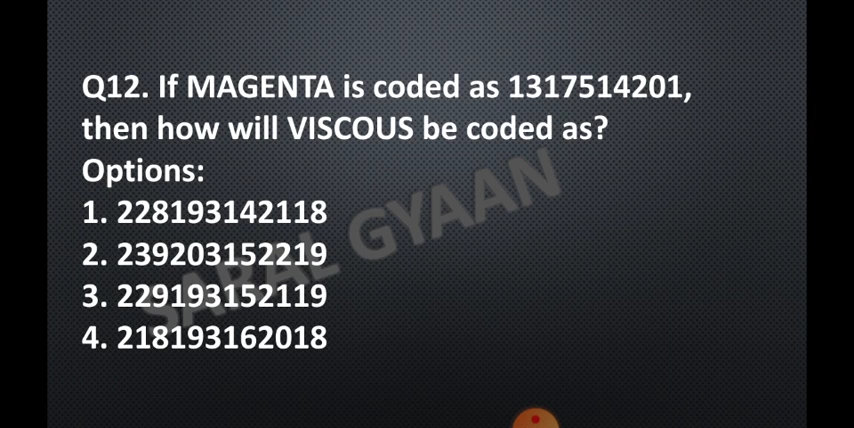 Q12. If MAGENTA is coded as 1317514201,
then how will VISCOUS be coded as?
Options:
1. 228193142118
2. 239203152219
3. 229193152119
4. 218193162018
SARAL GYAAN